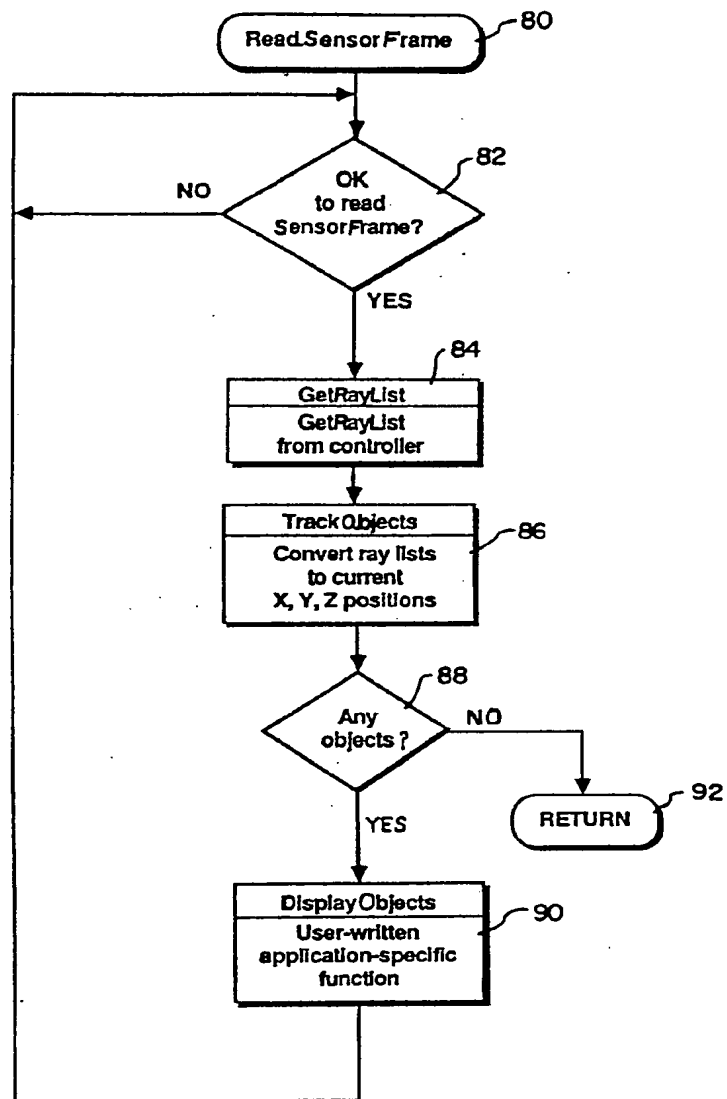 ReadSensorFrame
80
OK
to read
SensorFrame?
82
NO
YES
84
GetRayList
GetRayList
from controller
TrackObjects
86
Convert ray lists
to current
X, Y, Z positions
88
Any
objects?
NO
YES
RETURN
92
DisplayObjects
90
User-written
application-specific
function